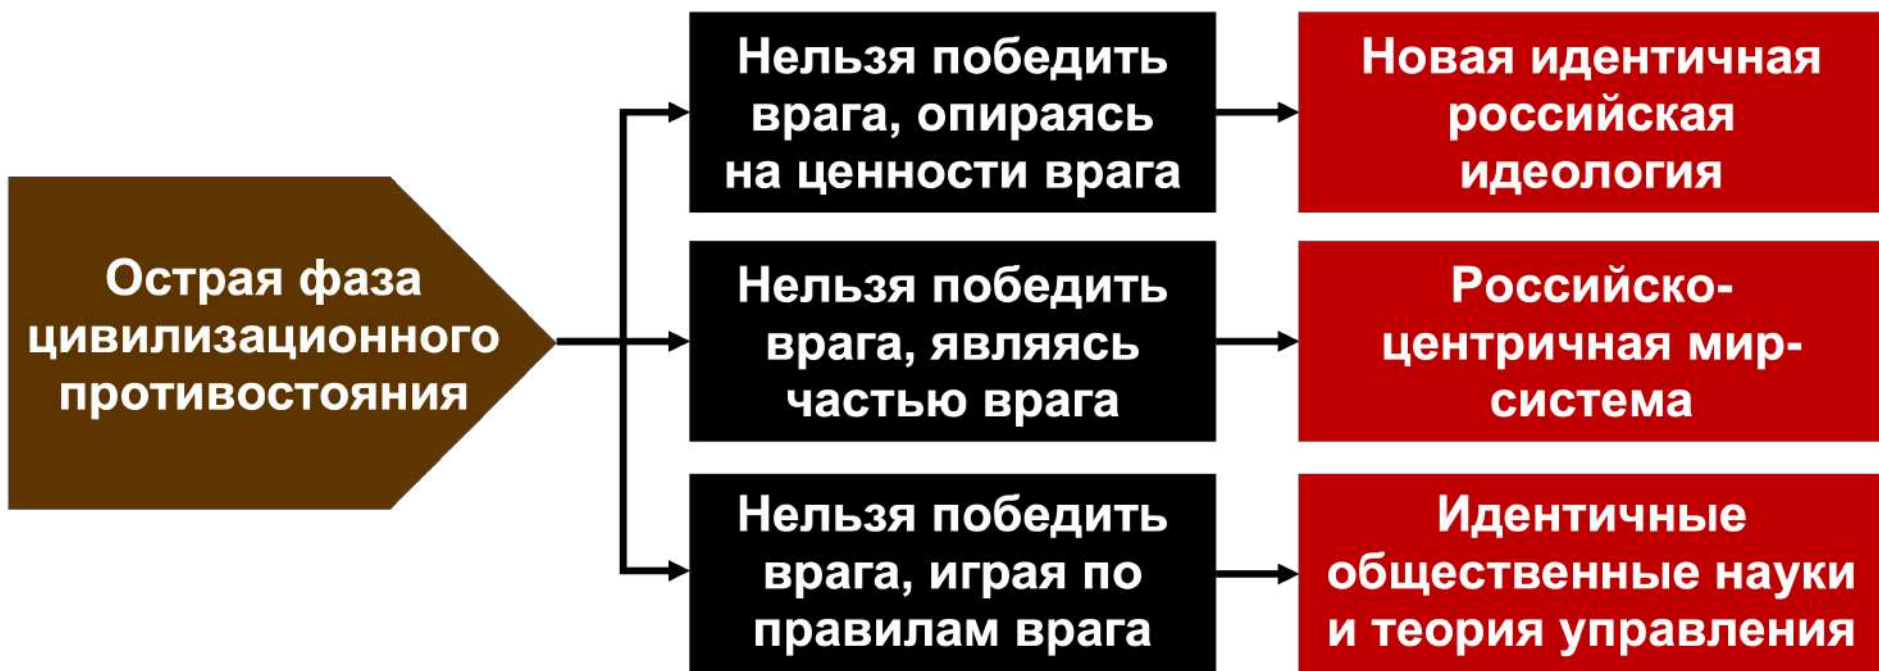 Острая фаза
цивилизационного
противостояния
Нельзя победить
врага, опираясь
на ценности врага
Новая идентичная
российская
идеология
Нельзя победить
врага, являясь
частью врага
Российско-
центричная мир-
система
Нельзя победить
врага, играя по
правилам врага
Идентичные
общественные науки
и теория управления